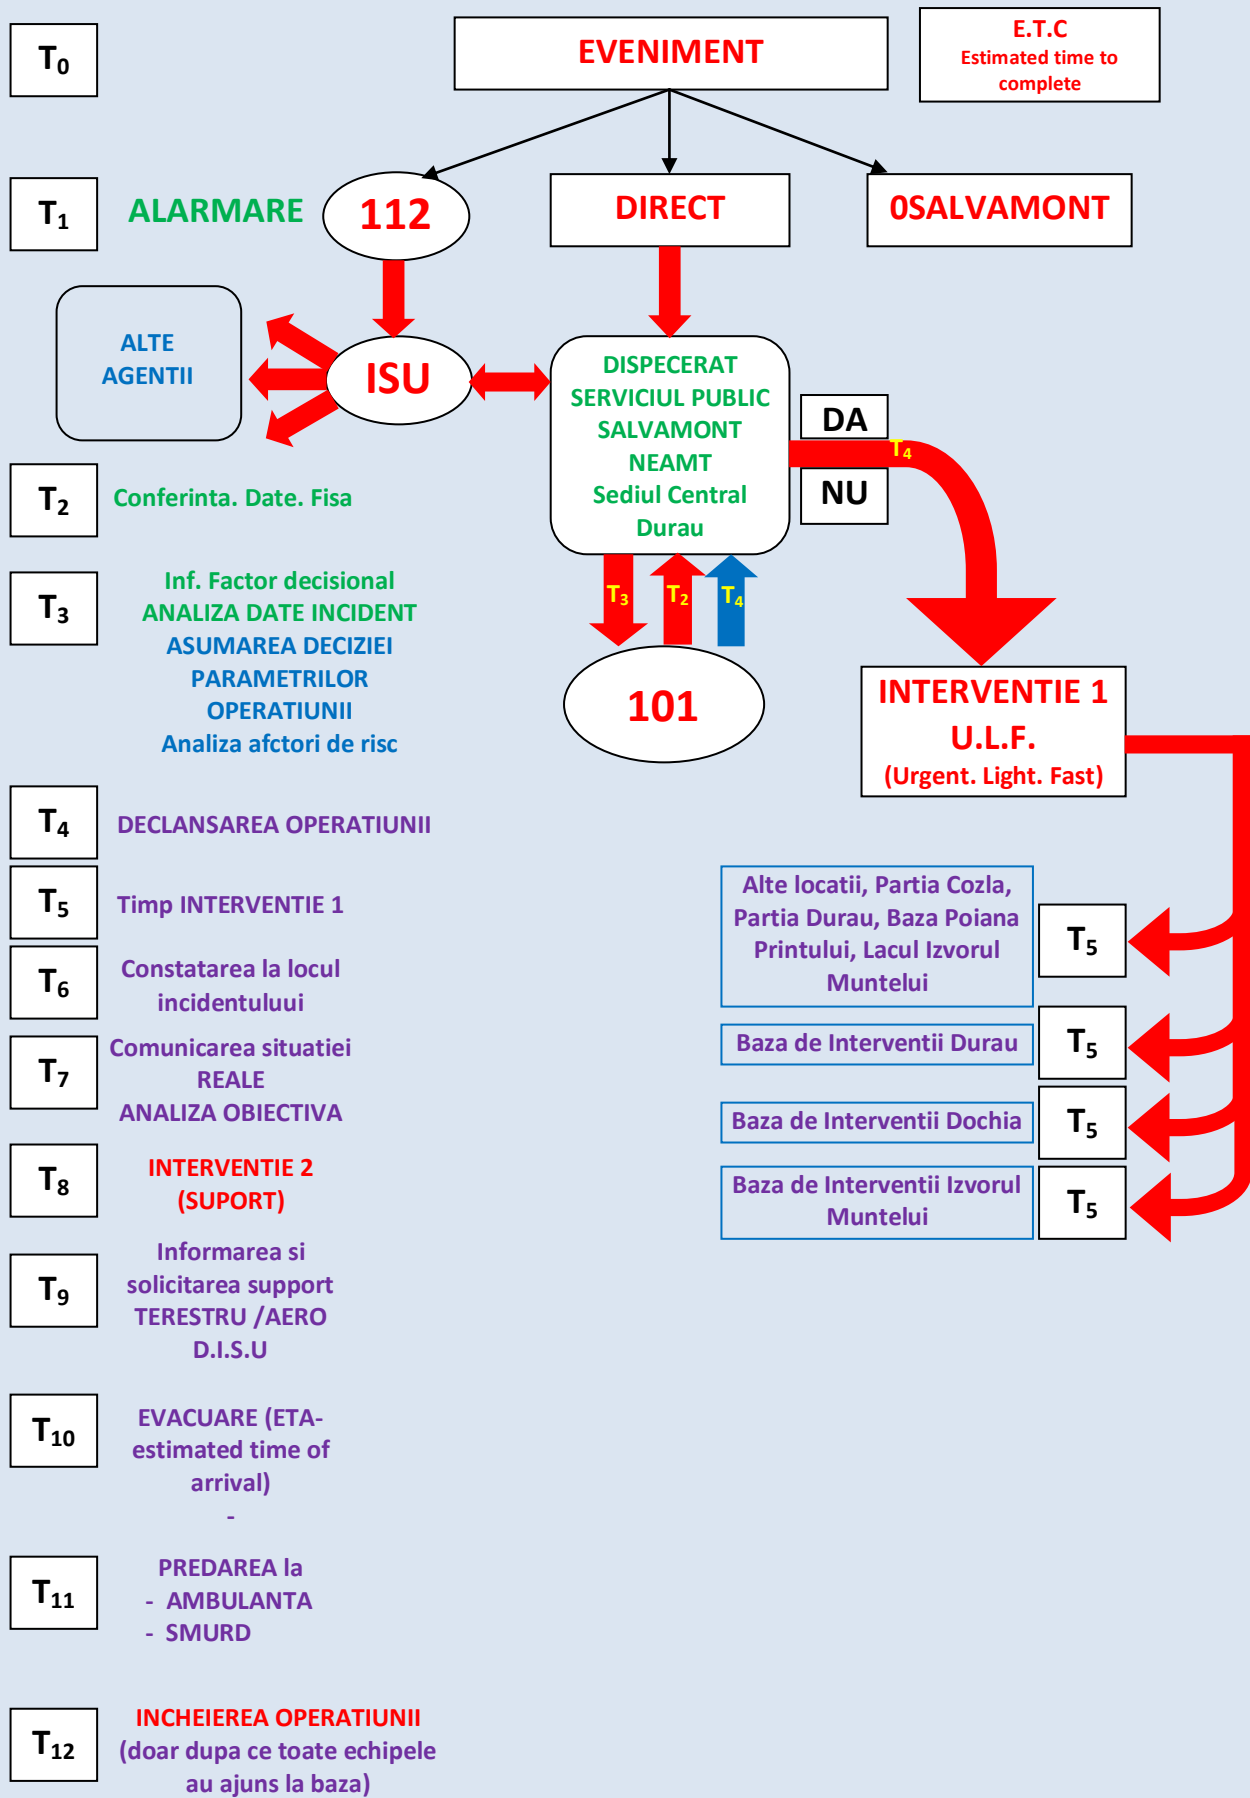 T0
EVENIMENT
E.T.C
Estimated time to
complete
T1
ALARMARE
112
DIRECT
0SALVAMONT
ALTE
AGENTII
ISU
DISPECERAT
SERVICIUL PUBLIC
SALVAMONT
NEAMT
Sediul Central
Durau
DA
T4
NU
T2
Conferinta. Date. Fisa
T3
Inf. Factor decisional
ANALIZA DATE INCIDENT
ASUMAREA DECIZIEI
PARAMETRILOR
OPERATIUNII
Analiza afctori de risc
T3
T2
T4
101
INTERVENTIE 1
U.L.F.
(Urgent. Light. Fast)
T4
DECLANSAREA OPERATIUNII
T5
Timp INTERVENTIE 1
T6
Constatarea la locul
incidentuluui
T7
Comunicarea situatiei
REALE
ANALIZA OBIECTIVA
Alte locatii, Partia Cozla,
Partia Durau, Baza Poiana
Printului, Lacul Izvorul
Muntelui
T5
Baza de Interventii Durau
T5
Baza de Interventii Dochia
T5
Baza de Interventii Izvorul
Muntelui
T5
T8
INTERVENTIE 2
(SUPORT)
T9
Informarea si
solicitarea support
TERESTRU /AERO
D.I.S.U
T10
EVACUARE (ETA-
estimated time of
arrival)
-
T11
PREDAREA la
- AMBULANTA
- SMURD
T12
INCHEIEREA OPERATIUNII
(doar dupa ce toate echipele
au ajuns la baza)